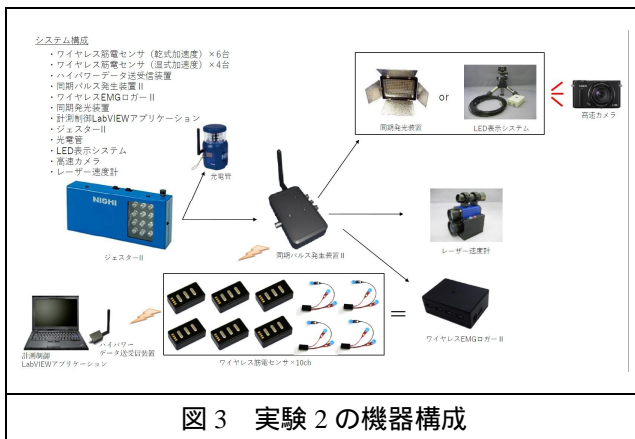 システム構成
・ワイヤレス筋電センサ（乾式加速度）×6台
・ワイヤレス筋電センサ（湿式加速度）×4台
・ハイパワーデータ送受信装置
・同期パルス発生装置Ⅱ
・ワイヤレスEMGロガーⅡ
・同期発光装置
・計測制御LabVIEWアプリケーション
・ジェスターⅡ
・光電管
・LED表示システム
・高速カメラ
・レーザー速度計
or
同期発光装置
LED表示システム
高速カメラ
光電管
NISHI
ジェスターII
同期パルス発生装置Ⅱ
レーザー速度計
＝
ワイヤレスEMGロガーⅡ
ワイヤレス筋電センサ×10ch
ハイパワー
データ送受信装置
計測制御
LabVIEWアプリケーション
図 3　実験 2 の機器構成